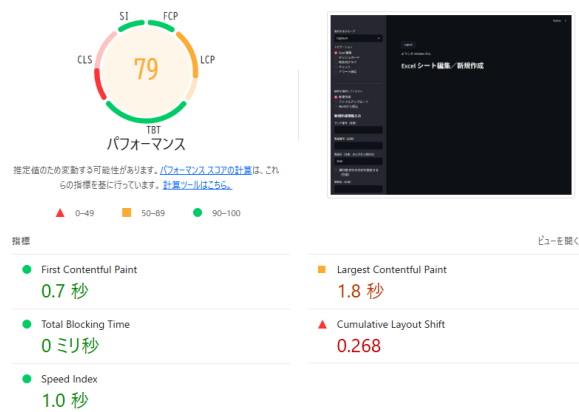 SI
FCP
CLS
LCP
79
TBT
パフォーマンス
推定値のため変動する可能性があります。パフォーマンス スコアの計算は、これ
らの指標を基に行っています。計算ツールはこちら。
0–49
50–89
90–100
Excel シート編集／新規作成
指標
ビューを開く
First Contentful Paint
0.7 秒
Largest Contentful Paint
1.8 秒
Total Blocking Time
0 ミリ秒
Cumulative Layout Shift
0.268
Speed Index
1.0 秒